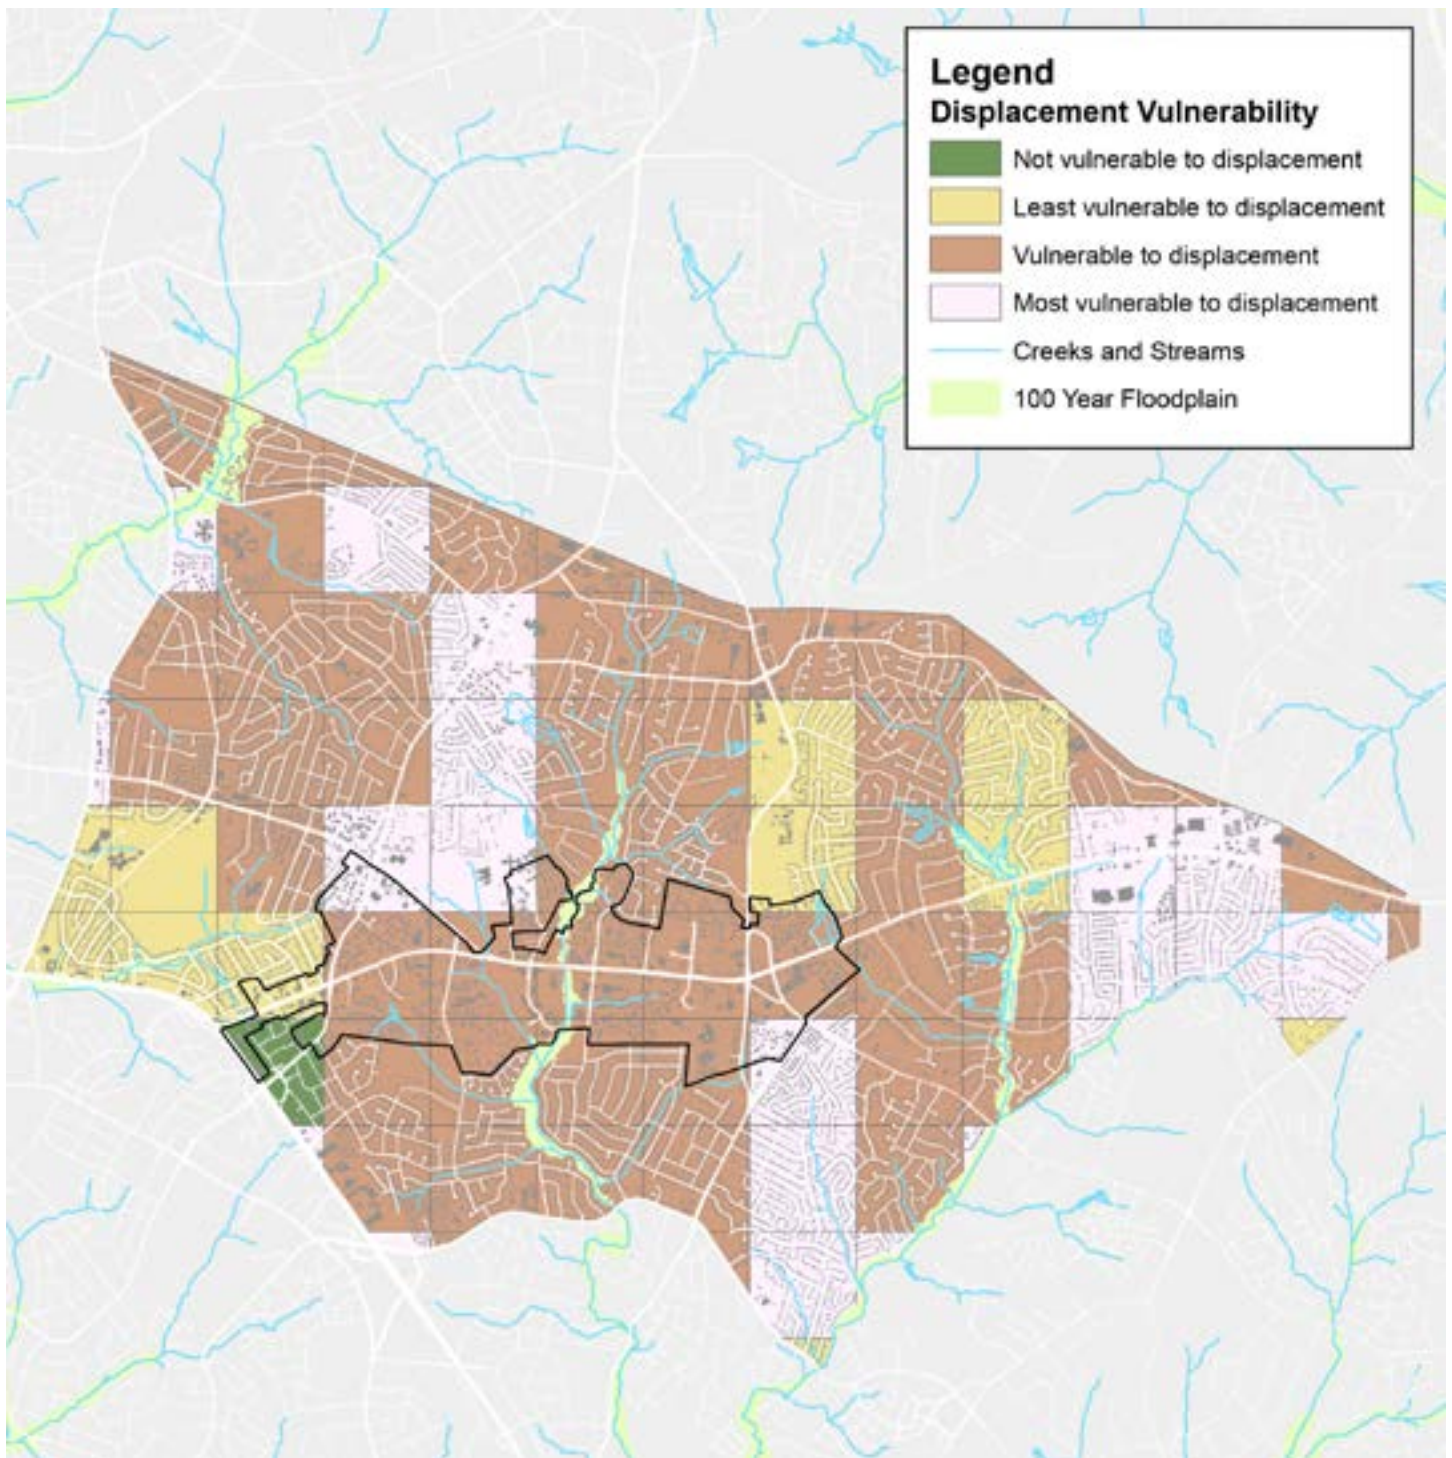 Legend
Displacement Vulnerability
Not vulnerable to displacement
Least vulnerable to displacement
Vulnerable to displacement
Most vulnerable to displacement
Creeks and Streams
100 Year Floodplain